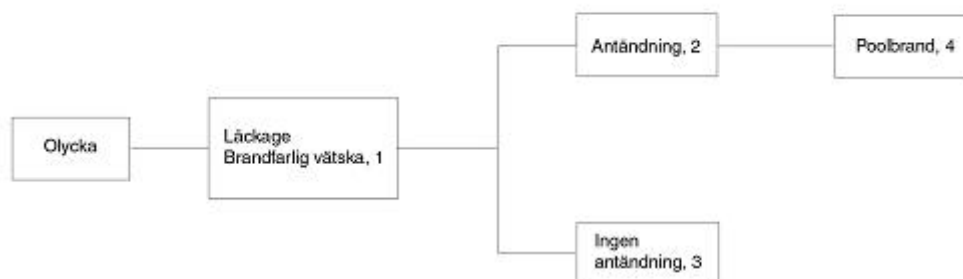 Olycka
Läckage
Brandfarlig vätska, 1
Antändning, 2
Poolbrand, 4
Ingen
antändning, 3